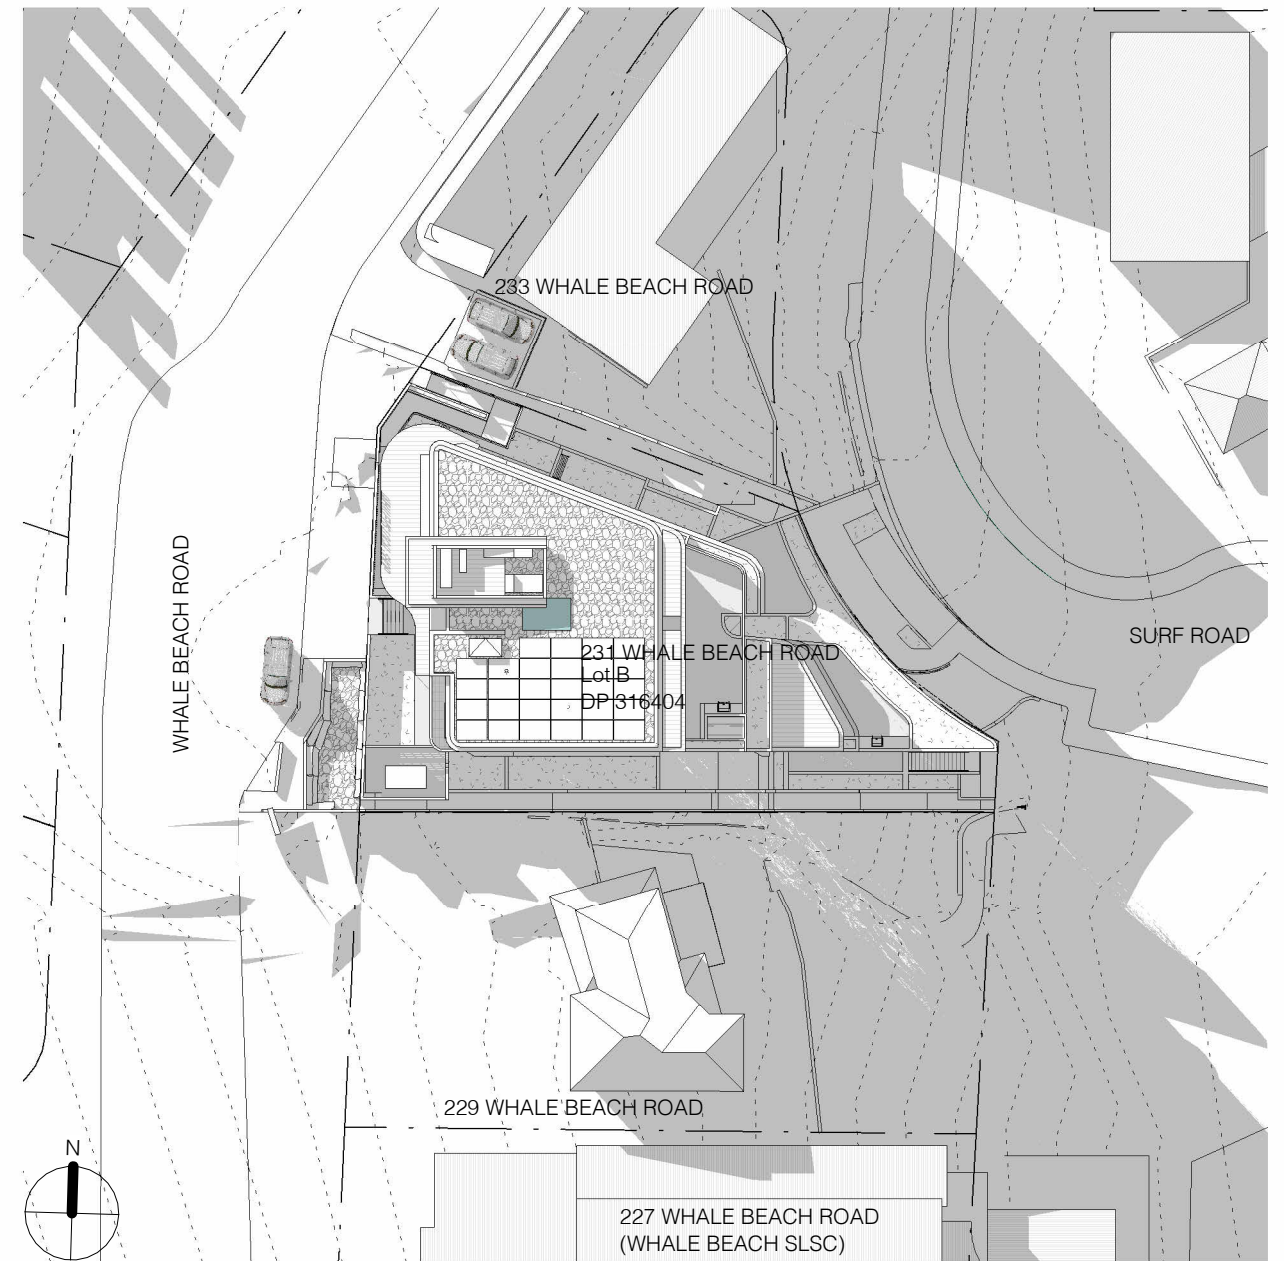 233 WHALE BEACH ROAD
WHALE BEACH ROAD
SURF ROAD
231 WHALE BEACH ROAD
Lot B
DP 316404
229 WHALE BEACH ROAD
N
227 WHALE BEACH ROAD
(WHALE BEACH SLSC)